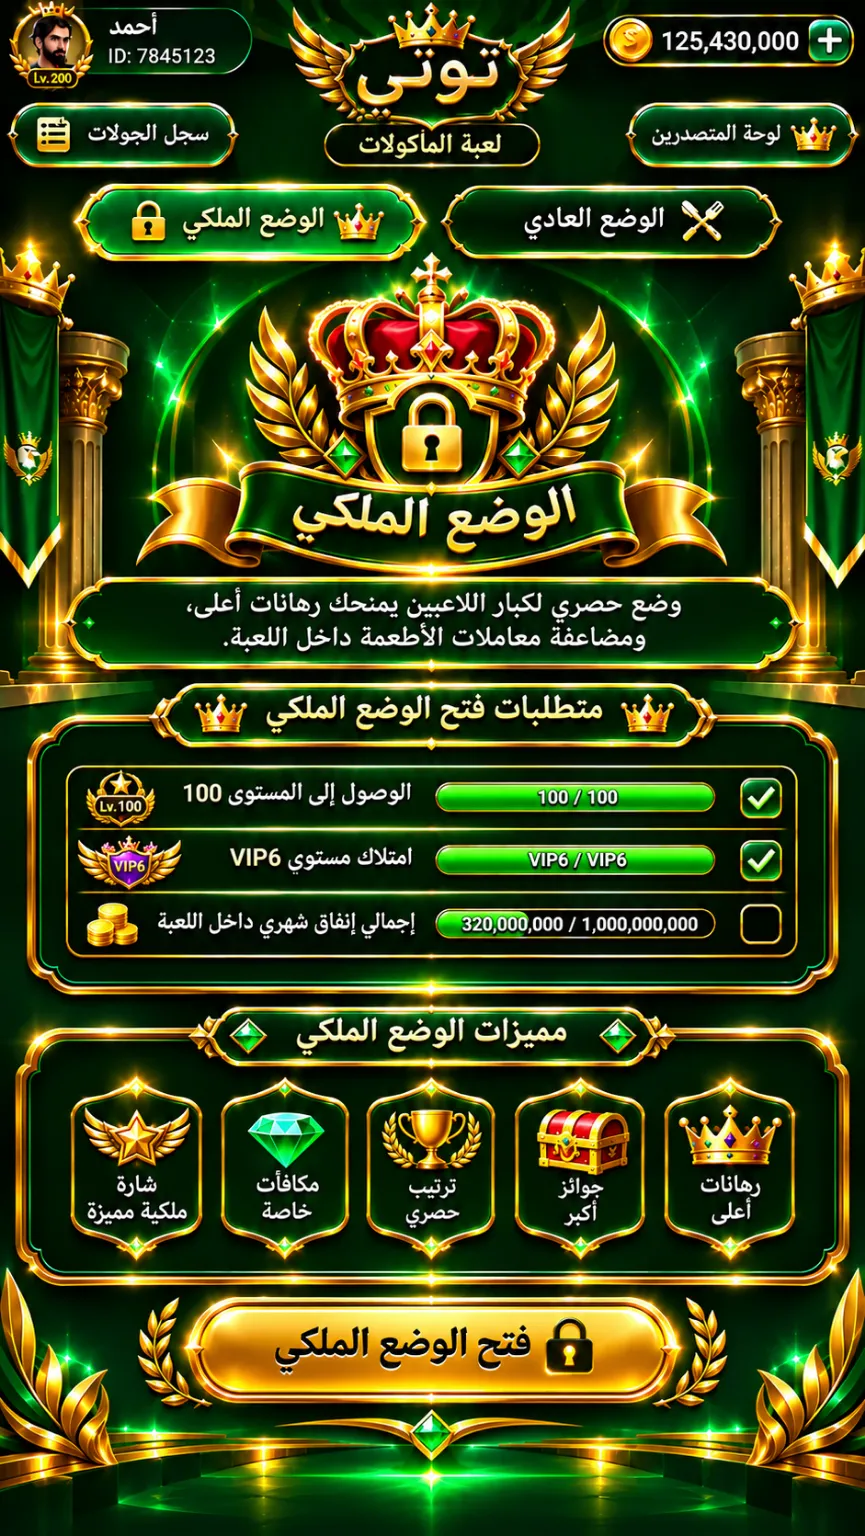 أحمد
ID: 7845123
Lv.200
توتي
لعبة المأكولات
125,430,000
سجل الجولات
لوحة المتصدرين
الوضع الملكي
الوضع العادي
الوضع الملكي
وضع حصري لكبار اللاعبين يمنحك رهانات أعلى،
ومضاعفة معاملات الأطعمة داخل اللعبة.
متطلبات فتح الوضع الملكي
Lv.100
الوصول إلى المستوى 100
100 / 100
VIP6
امتلاك مستوي VIP6
VIP6 / VIP6
إجمالي إنفاق شهري داخل اللعبة
320,000,000 / 1,000,000,000
مميزات الوضع الملكي
رهانات
أعلى
جوائز
أكبر
ترتيب
حصري
مكافأت
خاصة
شارة
ملكية مميزة
فتح الوضع الملكي